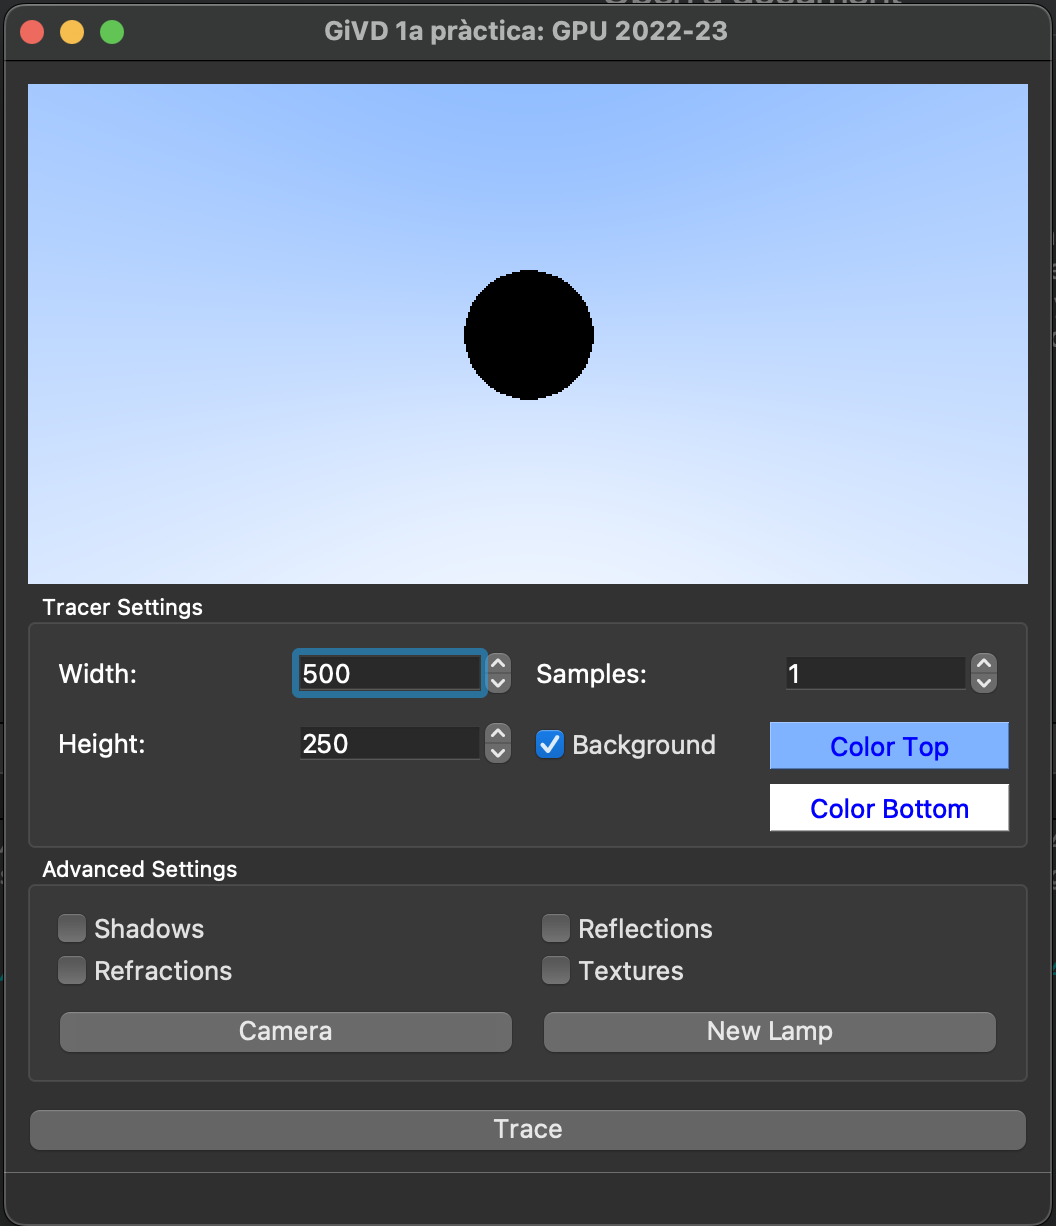 GiVD 1a pràctica: GPU 2022-23
Tracer Settings
Width: 500 Samples: 1
Height: 250 Background Color Top
Color Bottom
Advanced Settings
Shadows Reflections
Refractions Textures
Camera New Lamp
Trace